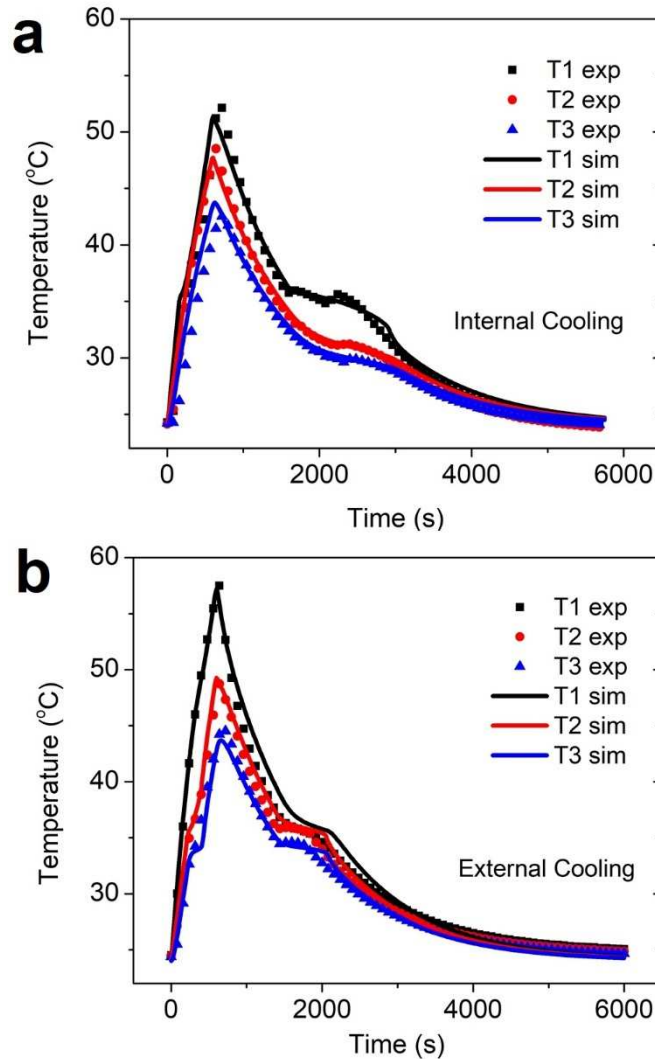 a
60
50
40
30
Temperature (°C)
T1 exp
T2 exp
T3 exp
T1 sim
T2 sim
T3 sim
Internal Cooling
0
2000
4000
6000
Time (s)
b
60
50
40
30
Temperature (°C)
T1 exp
T2 exp
T3 exp
T1 sim
T2 sim
T3 sim
External Cooling
0
2000
4000
6000
Time (s)